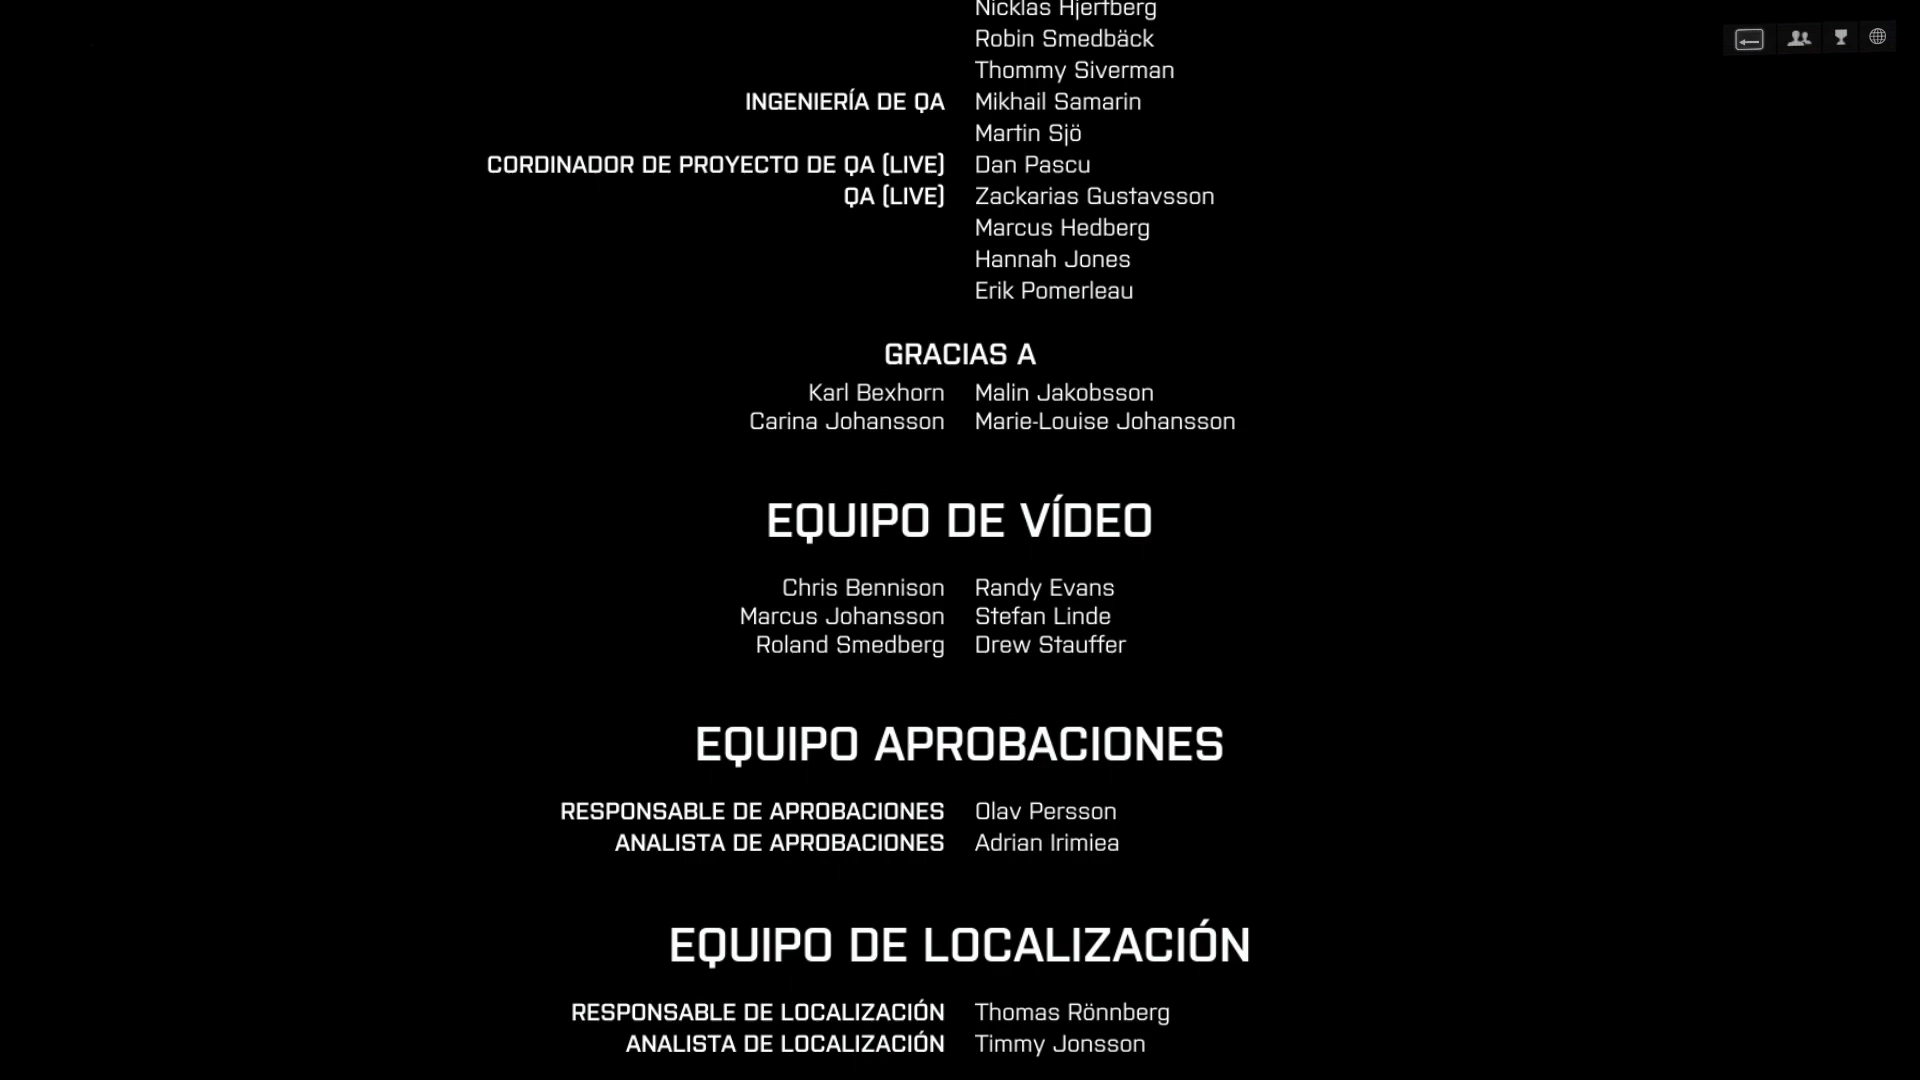 Nicklas Hjertberg
Robin Smedbäck
Thommy Siverman
INGENIERÍA DE QA Mikhail Samarin
Martin Sjö
CORDINADOR DE PROYECTO DE QA (LIVE) Dan Pascu
QA (LIVE) Zackarias Gustavsson
Marcus Hedberg
Hannah Jones
Erik Pomerleau
GRACIAS A
Karl Bexhorn Malin Jakobsson
Carina Johansson Marie-Louise Johansson
EQUIPO DE VÍDEO
Chris Bennison Randy Evans
Marcus Johansson Stefan Linde
Roland Smedberg Drew Stauffer
EQUIPO APROBACIONES
RESPONSABLE DE APROBACIONES Olav Persson
ANALISTA DE APROBACIONES Adrian Irimiea
EQUIPO DE LOCALIZACIÓN
RESPONSABLE DE LOCALIZACIÓN Thomas Rönnberg
ANALISTA DE LOCALIZACIÓN Timmy Jonsson